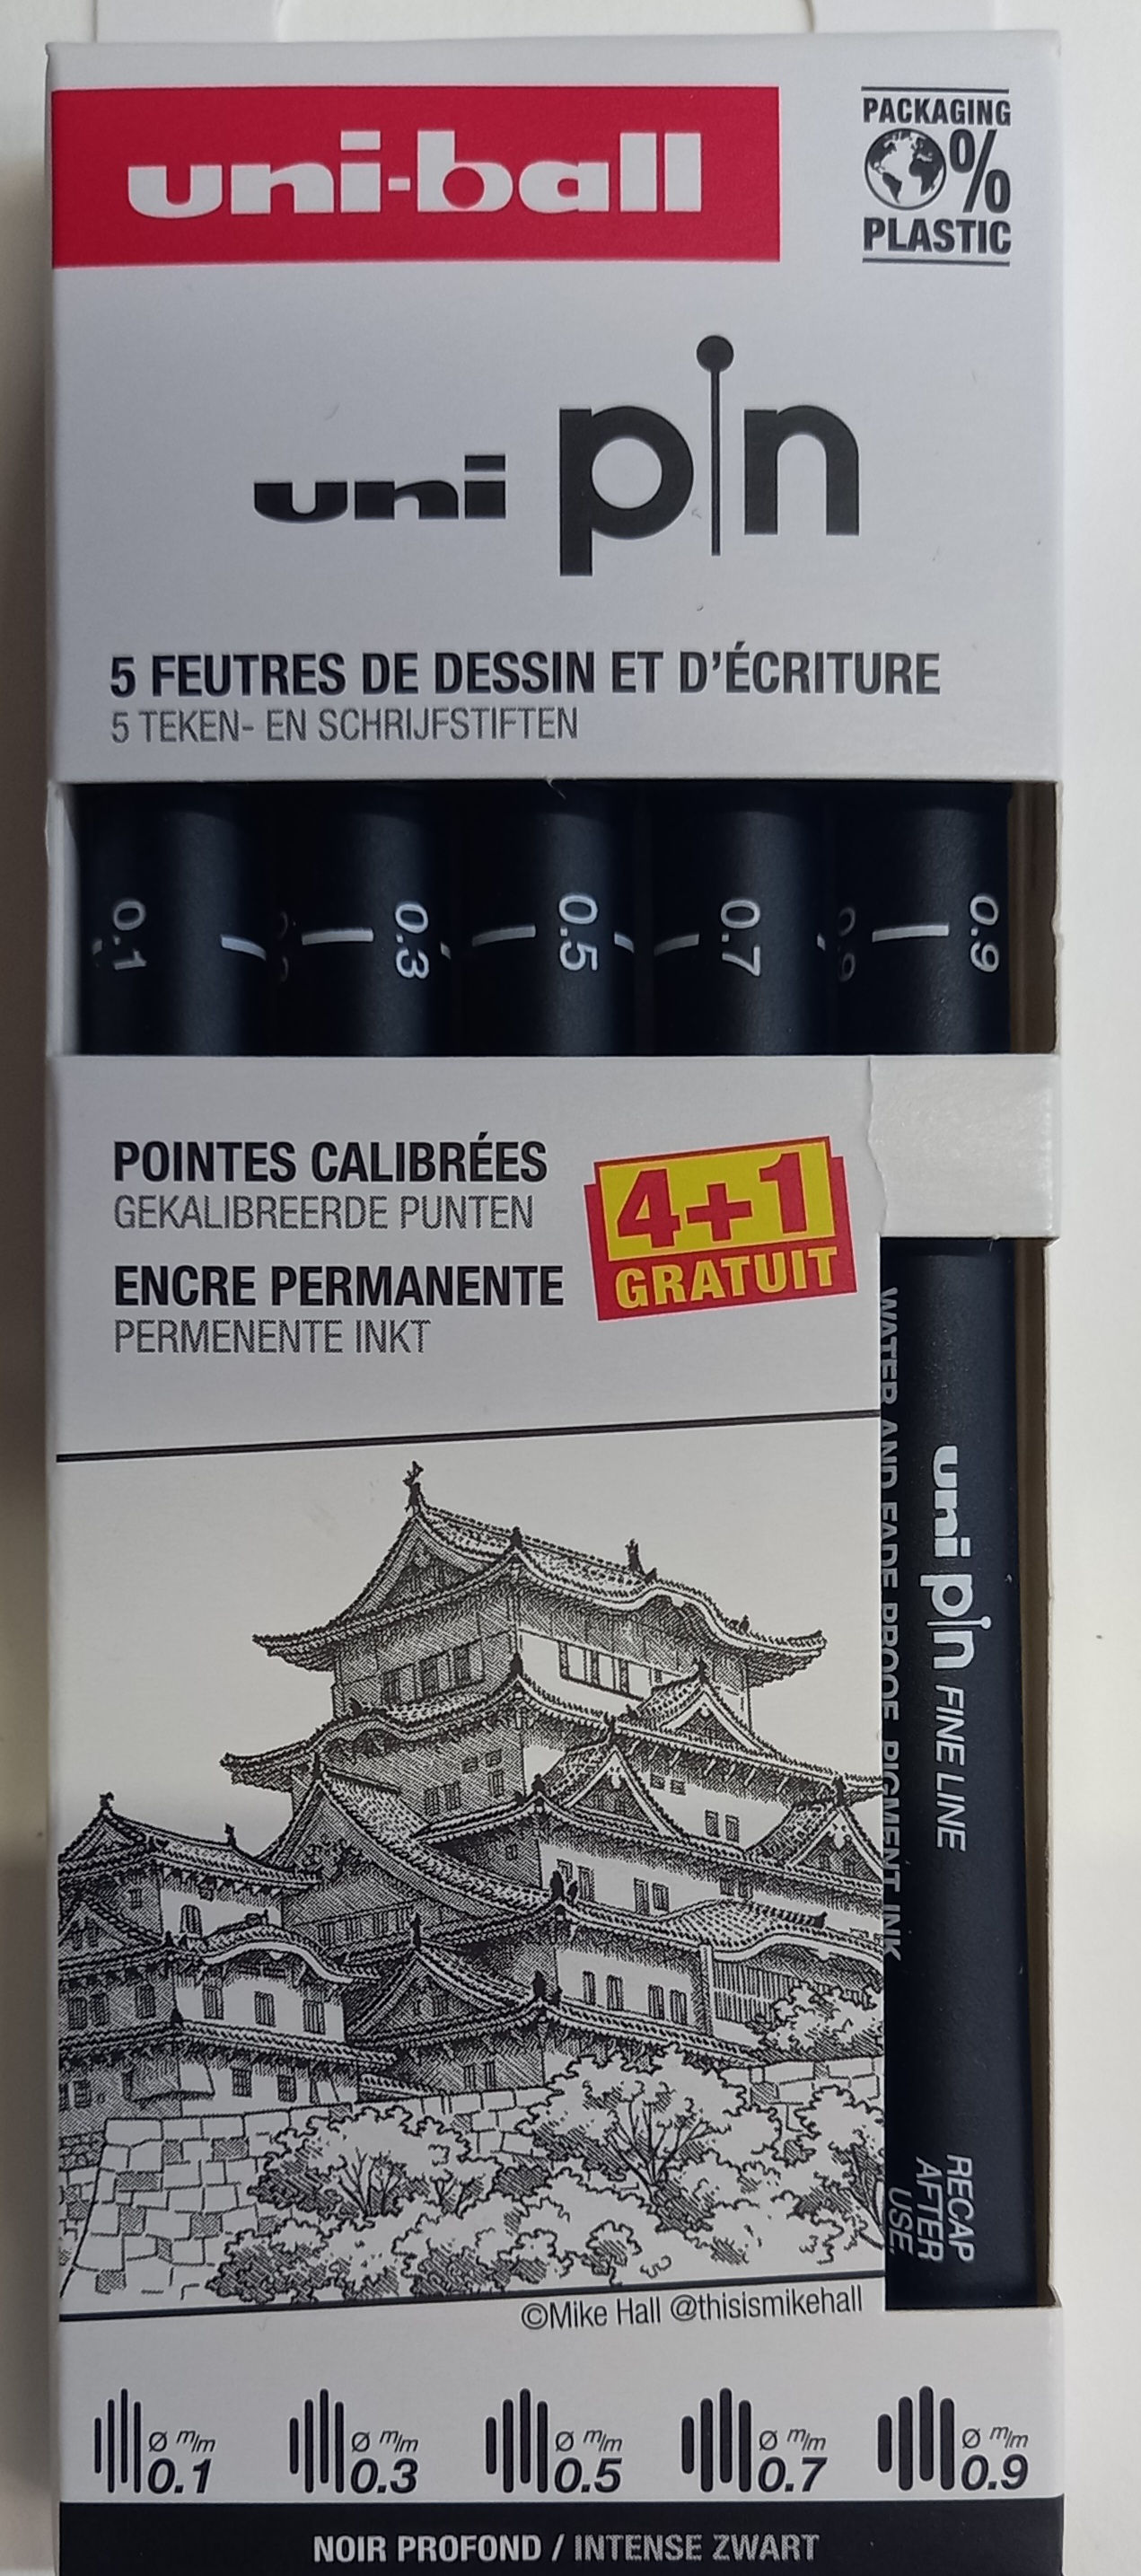 uni-ball
PACKAGING
0%
PLASTIC
uni pin
5 FEUTRES DE DESSIN ET D'ÉCRITURE
5 TEKEN- EN SCHRIJFSTIFTEN
0.1
0.3
0.5
0.7
0.9
0.9
POINTES CALIBRÉES
GEKALIBREERDE PUNTEN
ENCRE PERMANENTE
PERMENENTE INKT
4+1
GRATUIT
WATER AND FADE PROOF, PIGMENT INK
uni pin FINE LINE
RECAP
AFTER
USE.
©Mike Hall @thisismikehall
Ø m/m
0.1
Ø m/m
0.3
Ø m/m
0.5
Ø m/m
0.7
Ø m/m
0.9
NOIR PROFOND / INTENSE ZWART